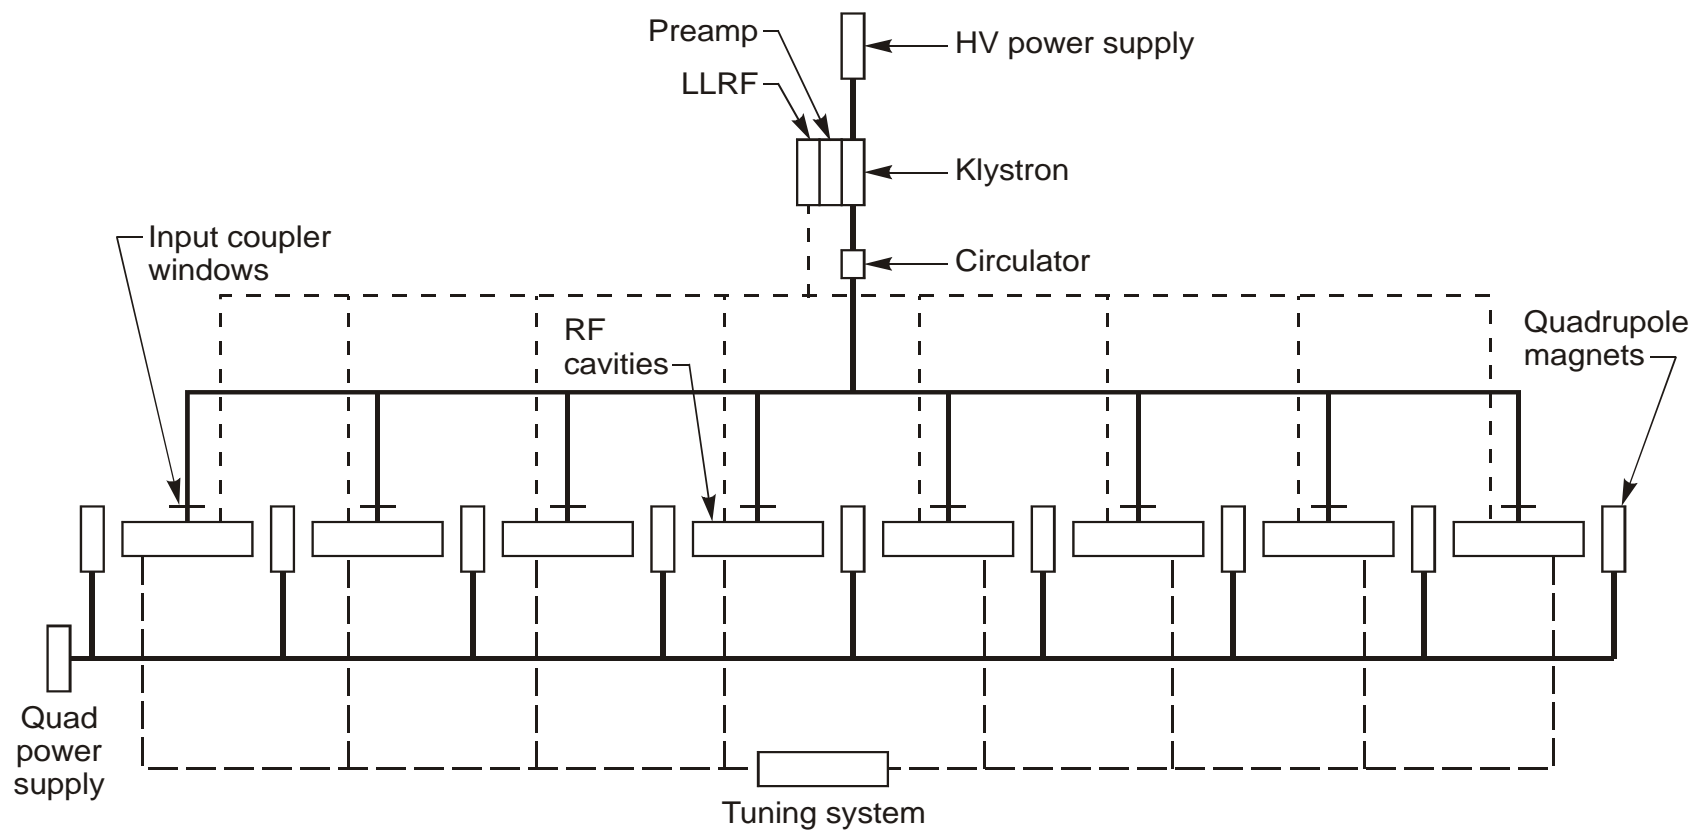 Preamp
HV power supply
LLRF
Klystron
Input coupler
windows
Circulator
RF
cavities
Quadrupole
magnets
Quad
power
supply
Tuning system